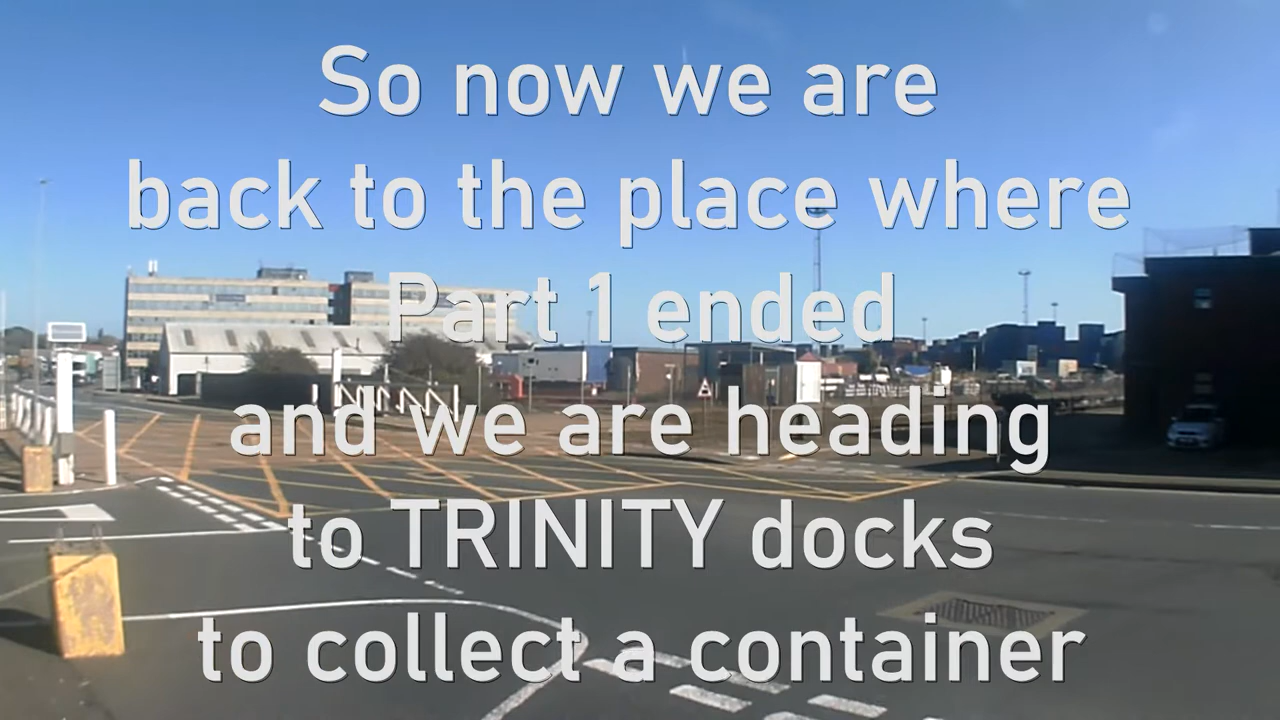 So now we are
back to the place where
Part 1 ended
and we are heading
to TRINITY docks
to collect a container